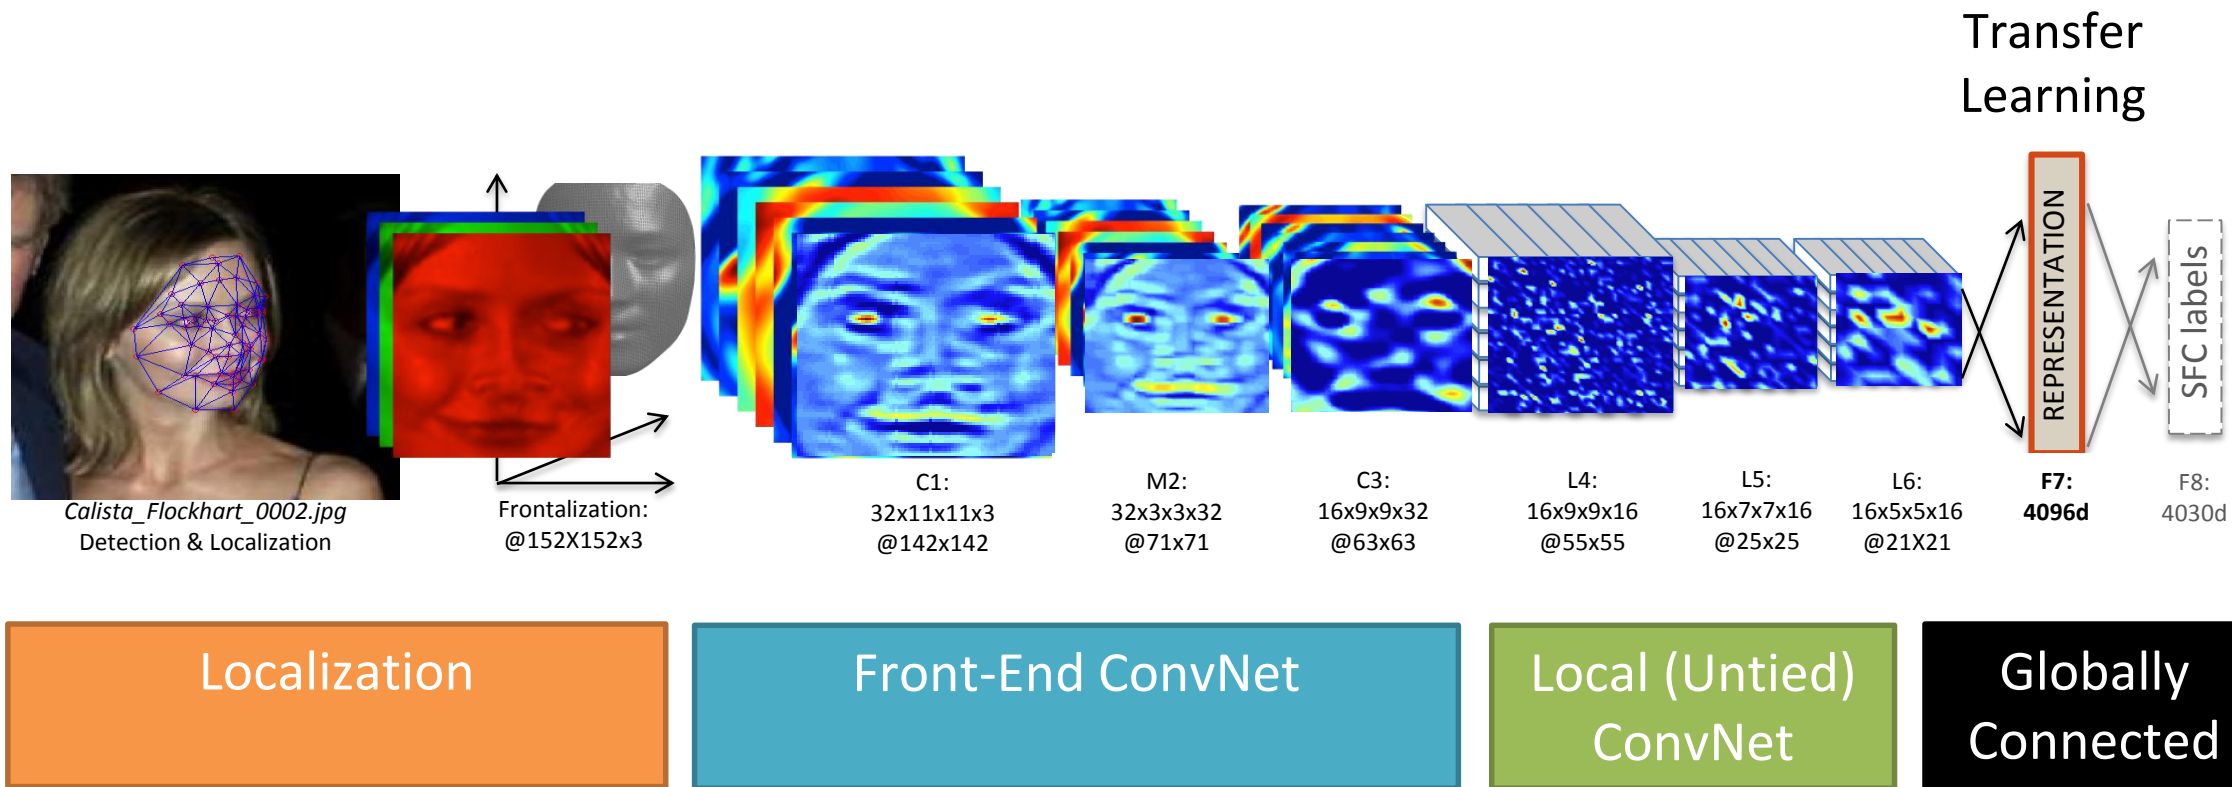 Transfer
Learning
REPRESENTATION
SFC labels
Calista_Flockhart_0002.jpg
Detection & Localization
Frontalization:
@152X152x3
C1:
32x11x11x3
@142x142
M2:
32x3x3x32
@71x71
C3:
16x9x9x32
@63x63
L4:
16x9x9x16
@55x55
L5:
16x7x7x16
@25x25
L6:
16x5x5x16
@21X21
F7:
4096d
F8:
4030d
Localization
Front-End ConvNet
Local (Untied)
ConvNet
Globally
Connected